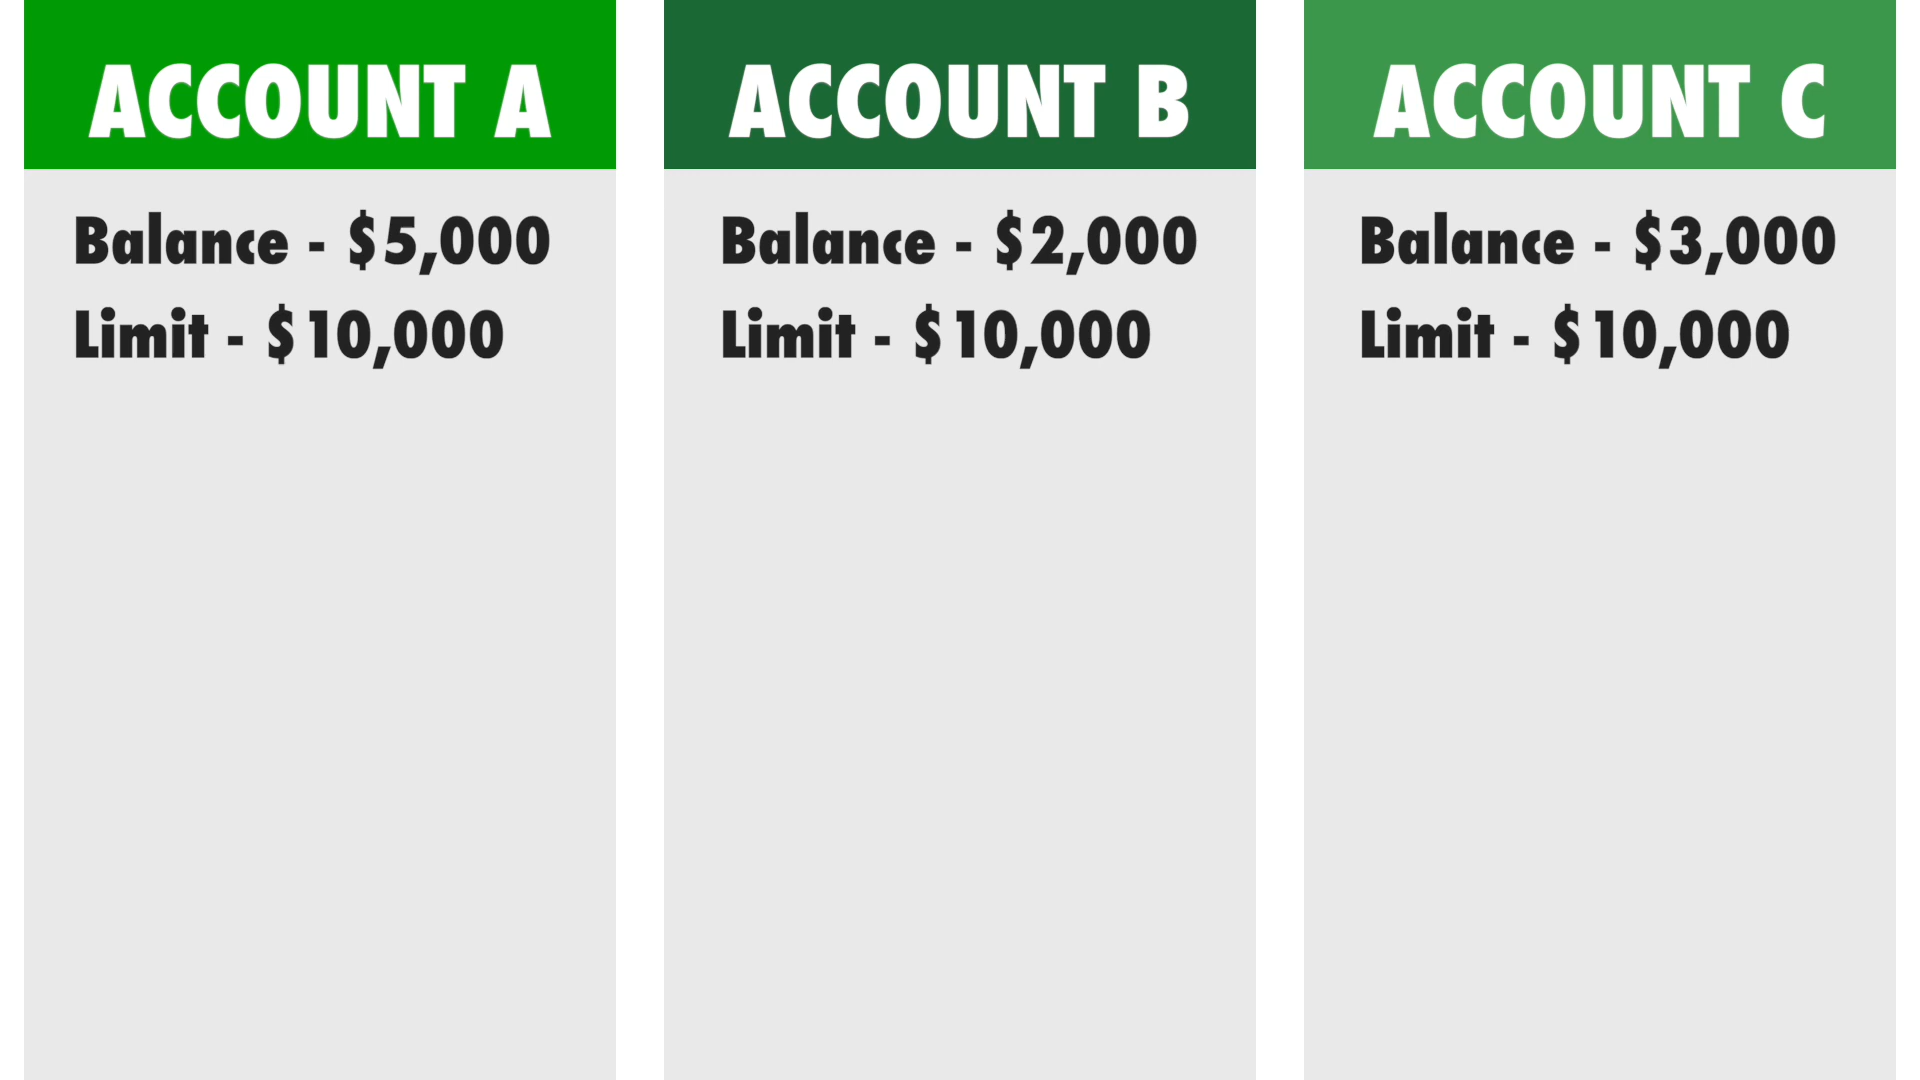 ACCOUNT A
Balance - $5,000
Limit - $10,000
ACCOUNT B
Balance - $2,000
Limit - $10,000
ACCOUNT C
Balance - $3,000
Limit - $10,000